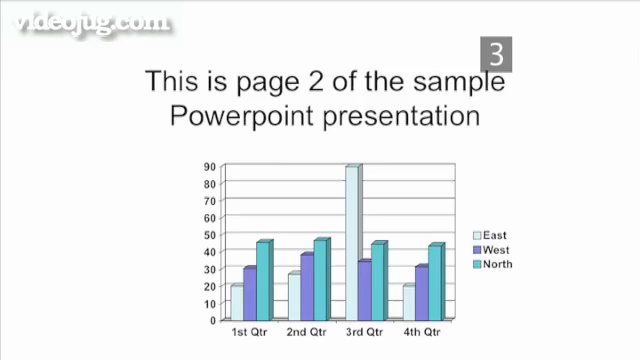 videojug.com
3
This is page 2 of the sample
Powerpoint presentation
90
80
70
60
50
40
30
20
10
0
1st Qtr 2nd Qtr 3rd Qtr 4th Qtr
East
West
North